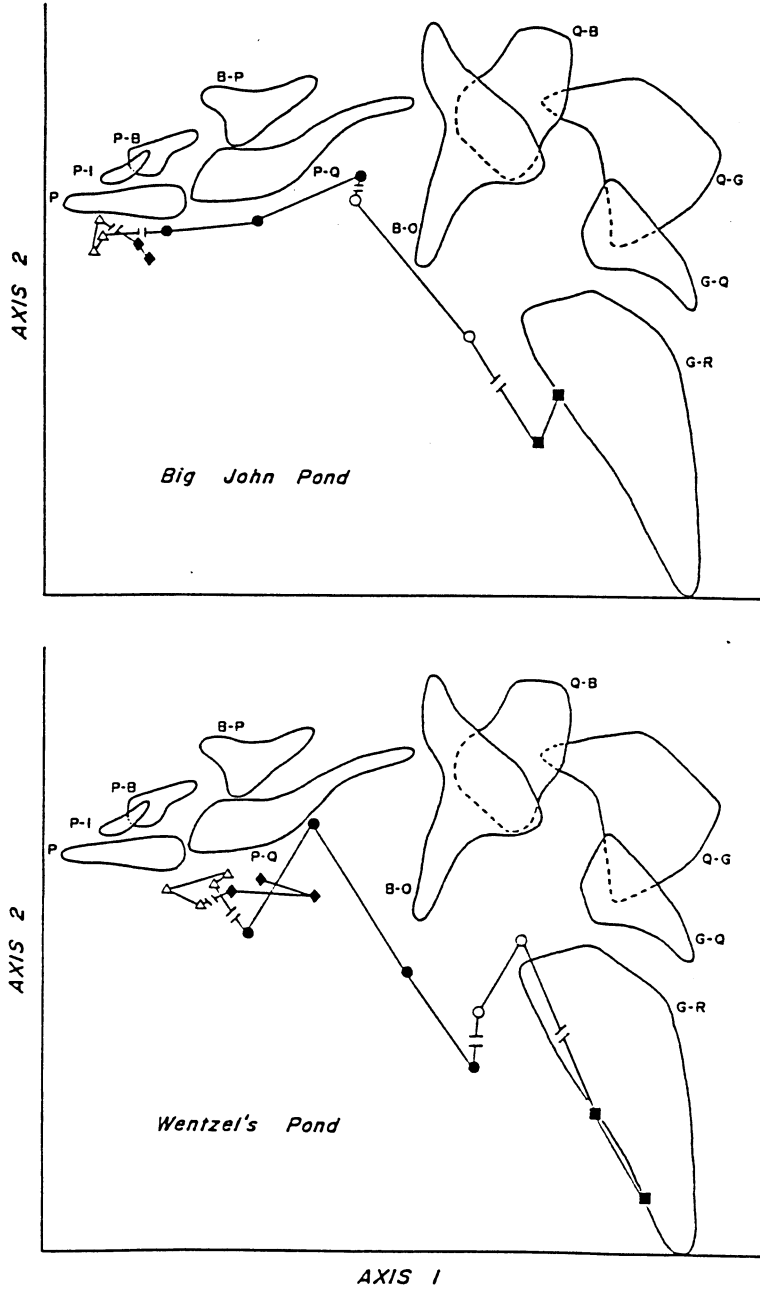 Q-B
B-P
P-B
P-I
P-Q
Q-G
P
B-O
G-Q
AXIS 2
G-R
Big John Pond
Q-B
B-P
P-B
P-I
P
P-Q
Q-G
B-O
G-Q
AXIS 2
G-R
Wentzel's Pond
AXIS 1